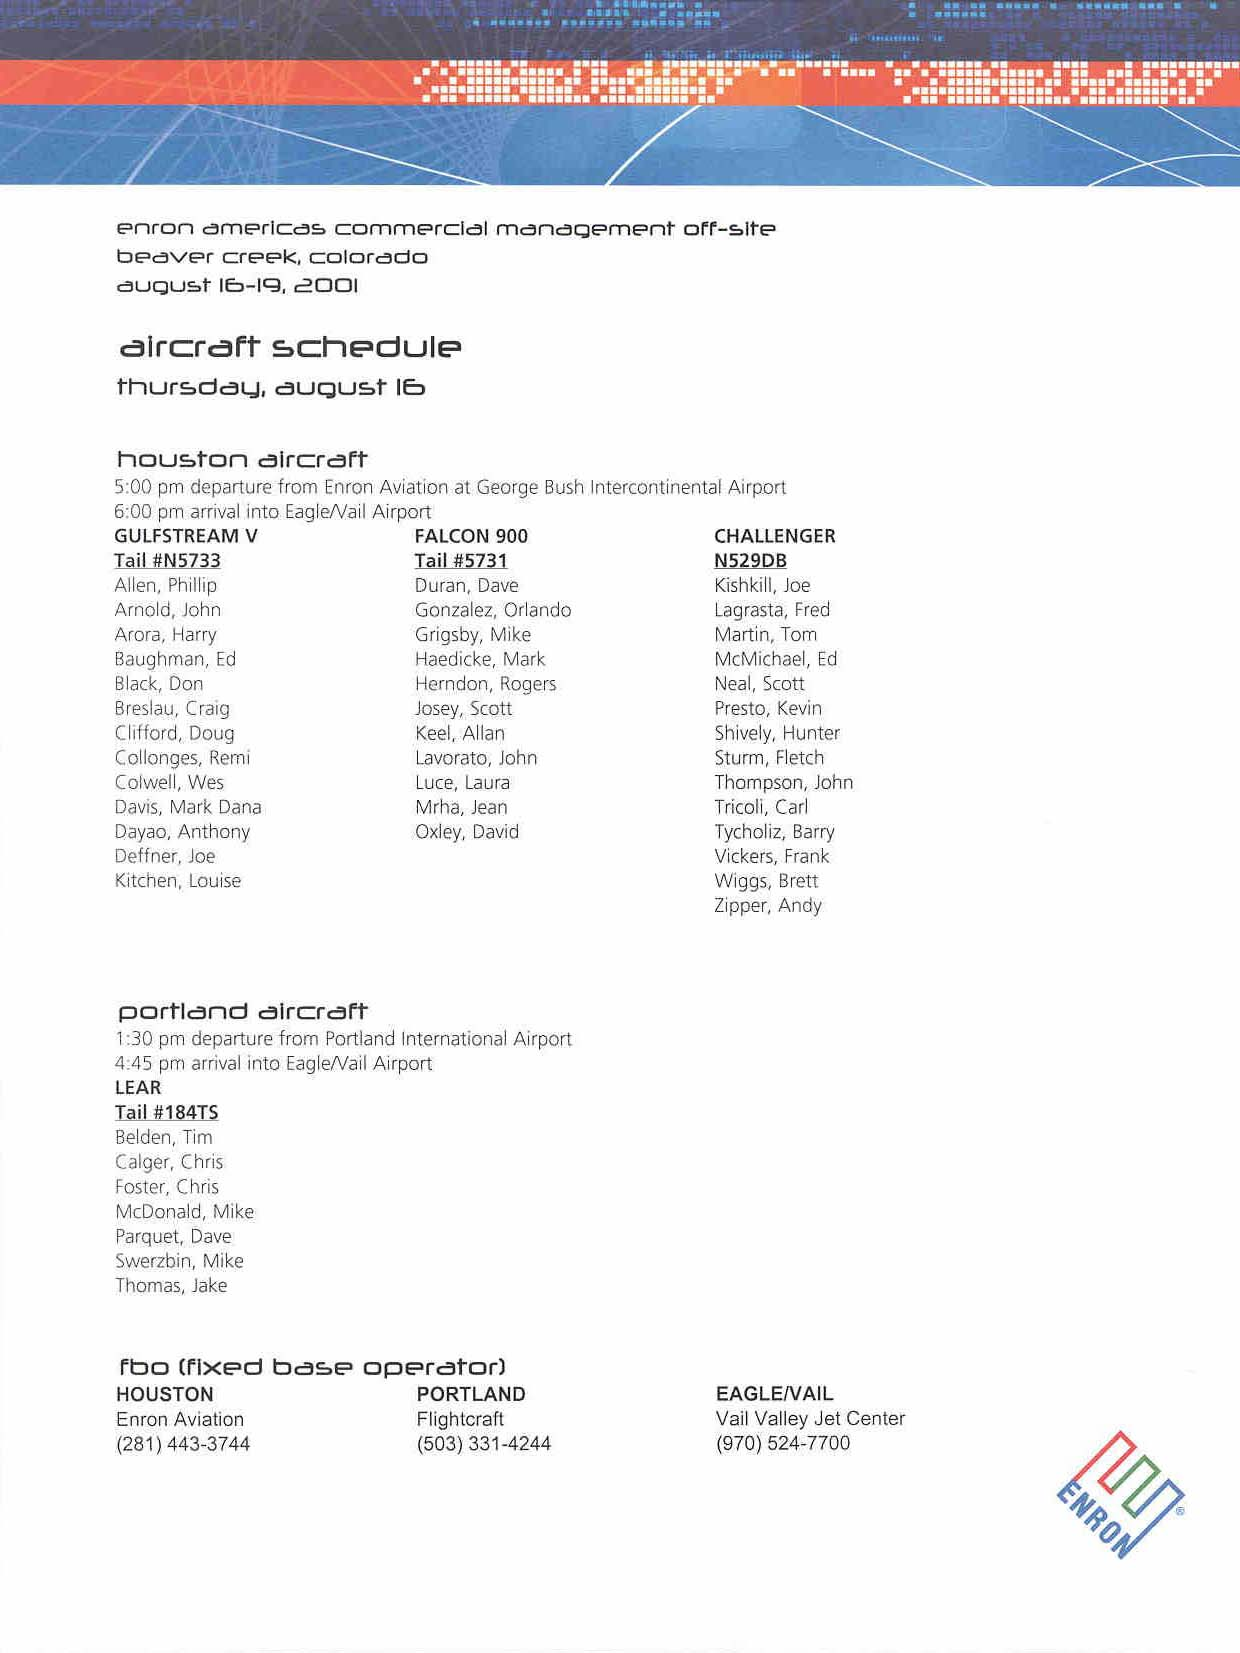 enron americas commercial management off-site
beaver creek, colorado
august 16-19, 2001
aircraft schedule
thursday, august 16
houston aircraft
5:00 pm departure from Enron Aviation at George Bush Intercontinental Airport
6:00 pm arrival into Eagle/Vail Airport
GULFSTREAM V
Tail #N5733
Allen, Phillip
Arnold, John
Arora, Harry
Baughman, Ed
Black, Don
Breslau, Craig
Clifford, Doug
Collonges, Remi
Colwell, Wes
Davis, Mark Dana
Dayao, Anthony
Deffner, Joe
Kitchen, Louise
FALCON 900
Tail #5731
Duran, Dave
Gonzalez, Orlando
Grigsby, Mike
Haedicke, Mark
Herndon, Rogers
Josey, Scott
Keel, Allan
Lavorato, John
Luce, Laura
Mrha, Jean
Oxley, David
CHALLENGER
N529DB
Kishkill, Joe
Lagrasta, Fred
Martin, Tom
McMichael, Ed
Neal, Scott
Presto, Kevin
Shively, Hunter
Sturm, Fletch
Thompson, John
Tricoli, Carl
Tycholiz, Barry
Vickers, Frank
Wiggs, Brett
Zipper, Andy
portland aircraft
1:30 pm departure from Portland International Airport
4:45 pm arrival into Eagle/Vail Airport
LEAR
Tail #184TS
Belden, Tim
Calger, Chris
Foster, Chris
McDonald, Mike
Parquet, Dave
Swerzbin, Mike
Thomas, Jake
fbo (fixed base operator)
HOUSTON
Enron Aviation
(281) 443-3744
PORTLAND
Flightcraft
(503) 331-4244
EAGLE/VAIL
Vail Valley Jet Center
(970) 524-7700
ENRON®